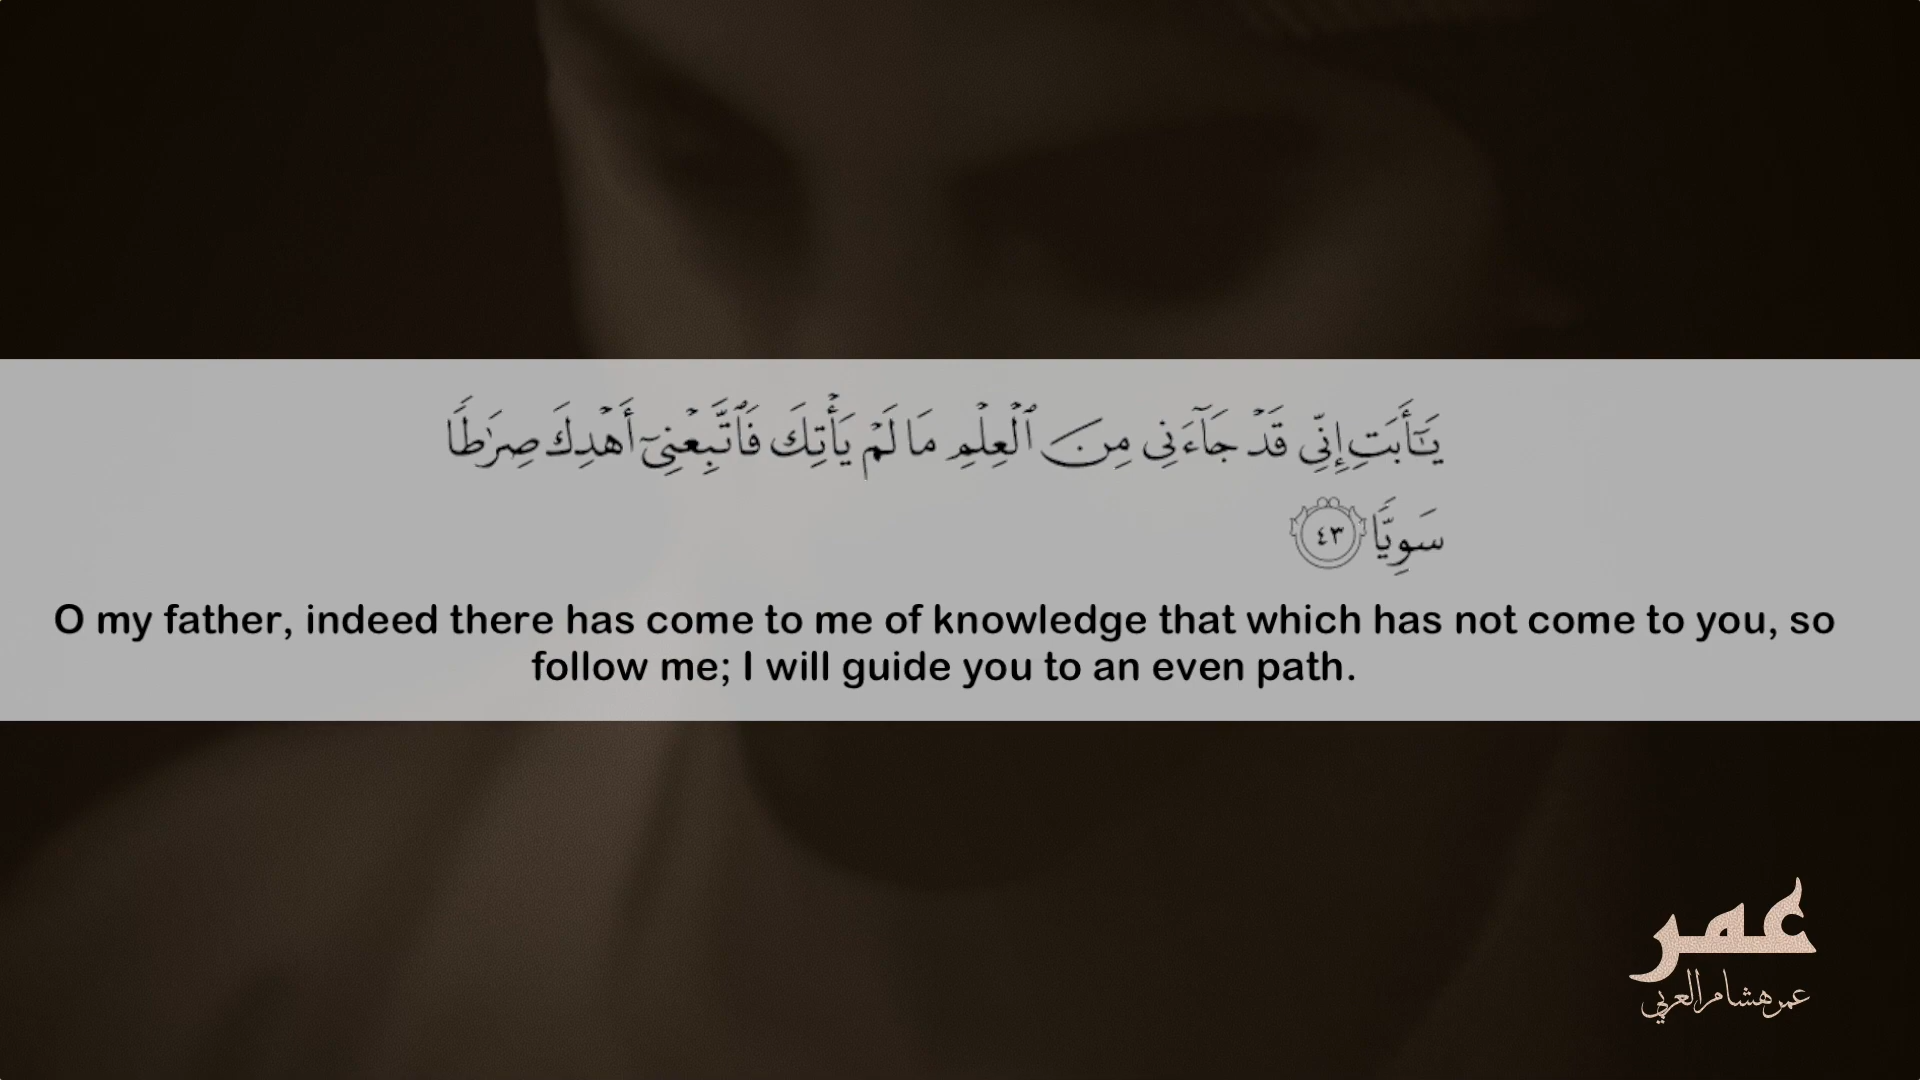 يَـٰٓأَبَتِ إِنِّى قَدْ جَآءَنِى مِنَ ٱلْعِلْمِ مَا لَمْ يَأْتِكَ فَٱتَّبِعْنِىٓ أَهْدِكَ صِرَٰطًا
سَوِيًّا ٤٣
O my father, indeed there has come to me of knowledge that which has not come to you, so
follow me; I will guide you to an even path.
عمر
عمر هشام العربي